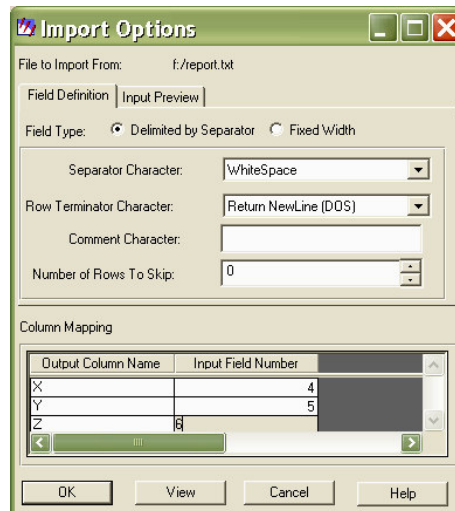 Import Options
File to Import From: f:/report.txt
Field Definition Input Preview
Field Type: Delimited by Separator Fixed Width
Separator Character: WhiteSpace
Row Terminator Character: Return NewLine (DOS)
Comment Character:
Number of Rows To Skip: 0
Column Mapping
Output Column Name Input Field Number
X 4
Y 5
Z 6
OK View Cancel Help